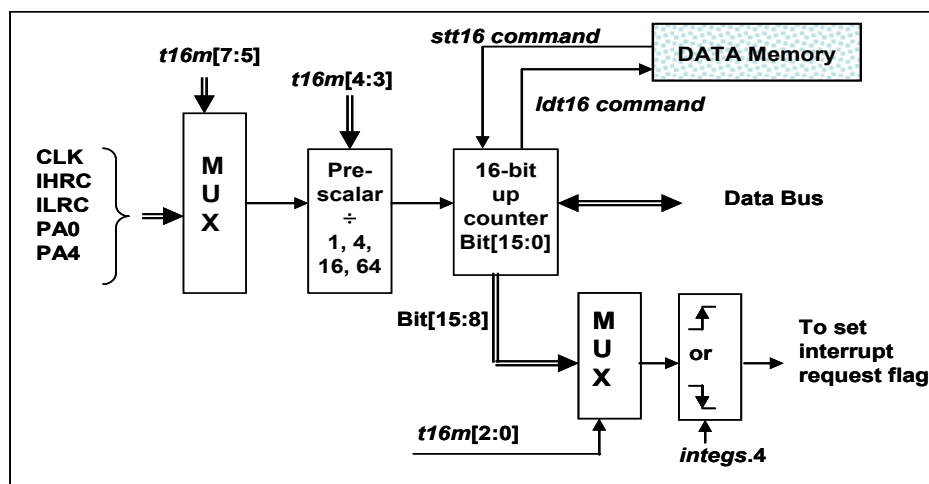 stt16 command
DATA Memory
t16m[7:5]
t16m[4:3]
ldt16 command
CLK
IHRC
ILRC
PA0
PA4
M
U
X
Pre-
scalar
÷
1, 4,
16, 64
16-bit
up
counter
Bit[15:0]
Data Bus
Bit[15:8]
M
U
X
or
To set
interrupt
request flag
t16m[2:0]
integs.4